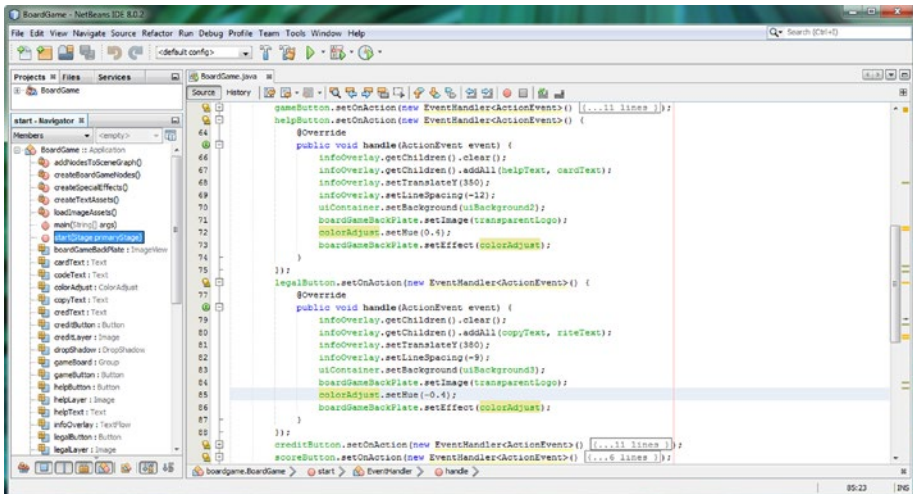 BoardGame - NetBeans IDE 8.0.2
File Edit View Navigate Source Refactor Run Debug Profile Team Tools Window Help
Search (Ctrl+I)
<default config>
Projects Files Services
BoardGame
start - Navigator
Members <empty>
BoardGame :: Application
addNodesToSceneGraph()
createBoardGameNodes()
createSpecialEffects()
createTextAssets()
loadImageAssets()
main(String[] args)
start(Stage primaryStage)
boardGameBackPlate : ImageView
cardText : Text
codeText : Text
colorAdjust : ColorAdjust
copyText : Text
credText : Text
creditButton : Button
creditLayer : Image
dropShadow : DropShadow
gameBoard : Group
gameButton : Button
helpButton : Button
helpLayer : Image
helpText : Text
infoOverlay : TextFlow
legalButton : Button
legalLayer : Image
BoardGame.java
Source History
gameButton.setOnAction(new EventHandler<ActionEvent>() {...11 lines });
helpButton.setOnAction(new EventHandler<ActionEvent>() {
64 @Override
public void handle(ActionEvent event) {
66 infoOverlay.getChildren().clear();
67 infoOverlay.getChildren().addAll(helpText, cardText);
68 infoOverlay.setTranslateY(350);
69 infoOverlay.setLineSpacing(-12);
70 uiContainer.setBackground(uiBackground2);
71 boardGameBackPlate.setImage(transparentLogo);
72 colorAdjust.setHue(0.4);
73 boardGameBackPlate.setEffect(colorAdjust);
74 }
75 });
legalButton.setOnAction(new EventHandler<ActionEvent>() {
77 @Override
public void handle(ActionEvent event) {
79 infoOverlay.getChildren().clear();
80 infoOverlay.getChildren().addAll(copyText, riteText);
81 infoOverlay.setTranslateY(380);
82 infoOverlay.setLineSpacing(-9);
83 uiContainer.setBackground(uiBackground3);
84 boardGameBackPlate.setImage(transparentLogo);
85 colorAdjust.setHue(-0.4);
86 boardGameBackPlate.setEffect(colorAdjust);
87 }
88 });
creditButton.setOnAction(new EventHandler<ActionEvent>() {...11 lines });
scoreButton.setOnAction(new EventHandler<ActionEvent>() {...6 lines });
boardgame.BoardGame start EventHandler handle
85:23 INS